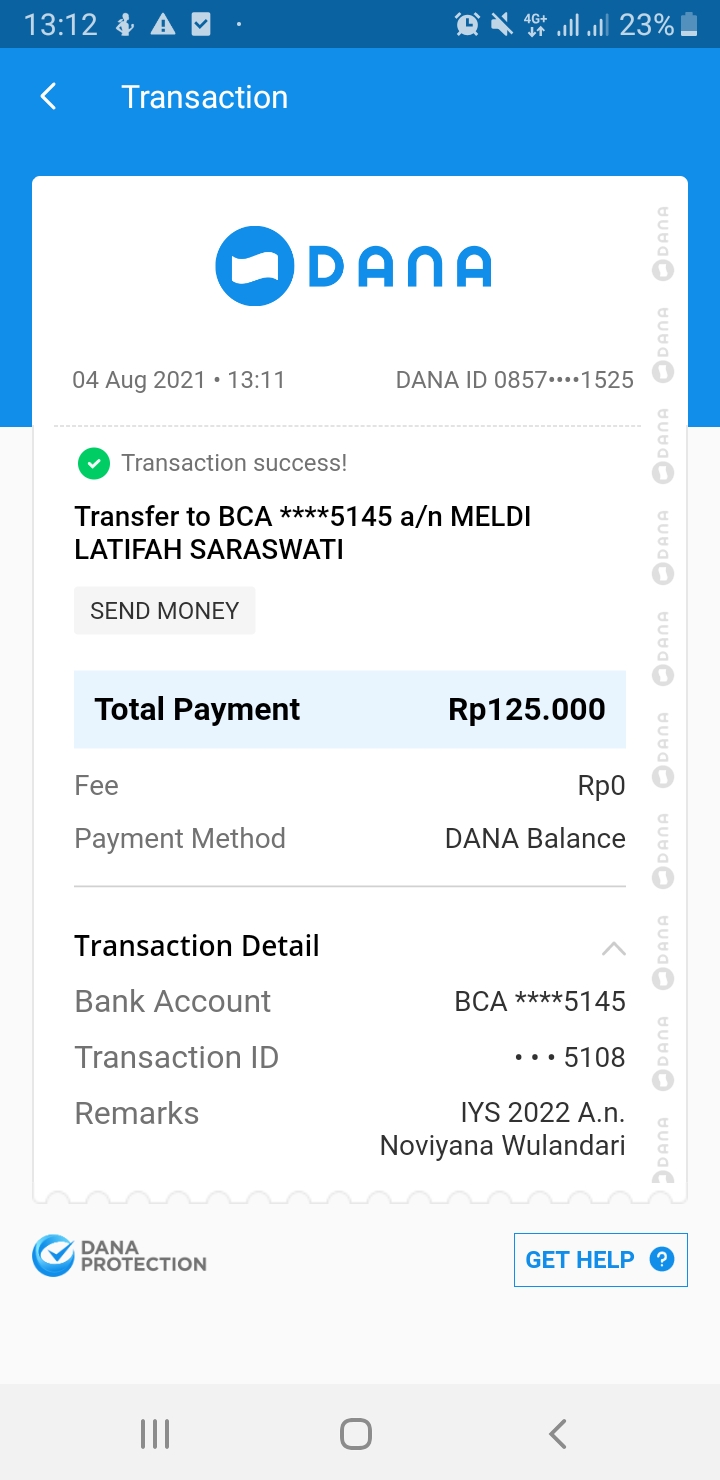 13:12
4G+
23%
Transaction
DANA
04 Aug 2021 • 13:11
DANA ID 0857••••1525
Transaction success!
Transfer to BCA ****5145 a/n MELDI
LATIFAH SARASWATI
SEND MONEY
Total Payment Rp125.000
Fee Rp0
Payment Method DANA Balance
Transaction Detail
Bank Account BCA ****5145
Transaction ID • • • 5108
Remarks IYS 2022 A.n.
Noviyana Wulandari
DANA
PROTECTION
GET HELP ?
DANA
DANA
DANA
DANA
DANA
DANA
DANA
DANA
DANA
DANA